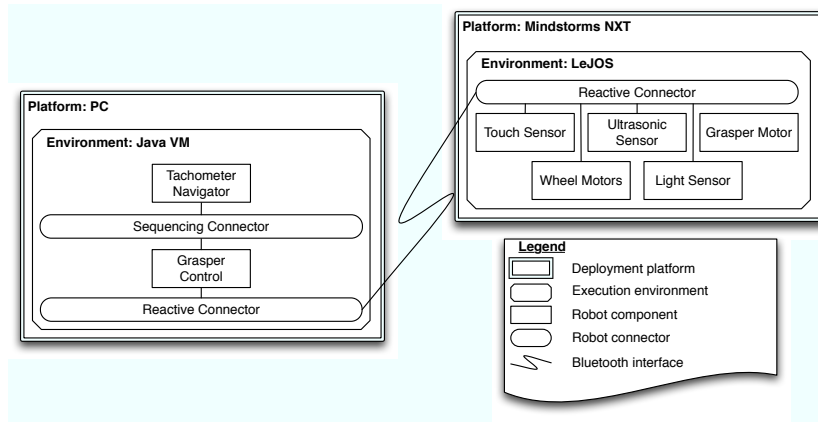 Platform: Mindstorms NXT
Environment: LeJOS
Reactive Connector
Touch Sensor
Ultrasonic
Sensor
Grasper Motor
Wheel Motors
Light Sensor
Platform: PC
Environment: Java VM
Tachometer
Navigator
Sequencing Connector
Grasper
Control
Reactive Connector
Legend
Deployment platform
Execution environment
Robot component
Robot connector
Bluetooth interface